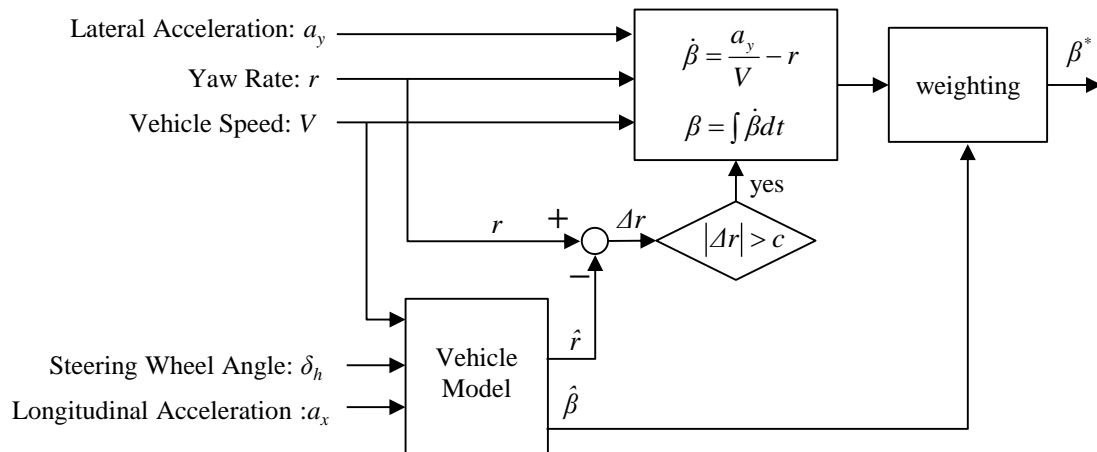 Lateral Acceleration: a_y
Yaw Rate: r
Vehicle Speed: V
β̇ = a_y/V − r
β = ∫ β̇dt
weighting
β*
yes
r
+
Δr
|Δr| > c
−
r̂
Vehicle
Model
β̂
Steering Wheel Angle: δ_h
Longitudinal Acceleration :a_x